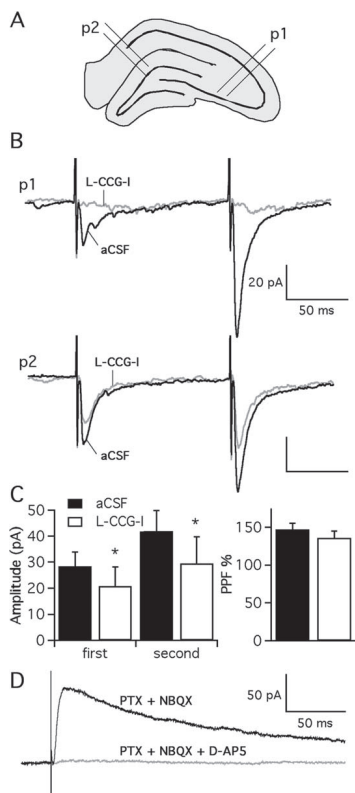 A
p2
p1
B
p1
L-CCG-I
aCSF
20 pA
50 ms
p2
L-CCG-I
aCSF
C
50
40
30
20
10
0
Amplitude (pA)
aCSF
L-CCG-I
*
*
first
second
150
100
50
0
PPF %
D
PTX + NBQX
50 pA
50 ms
PTX + NBQX + D-AP5